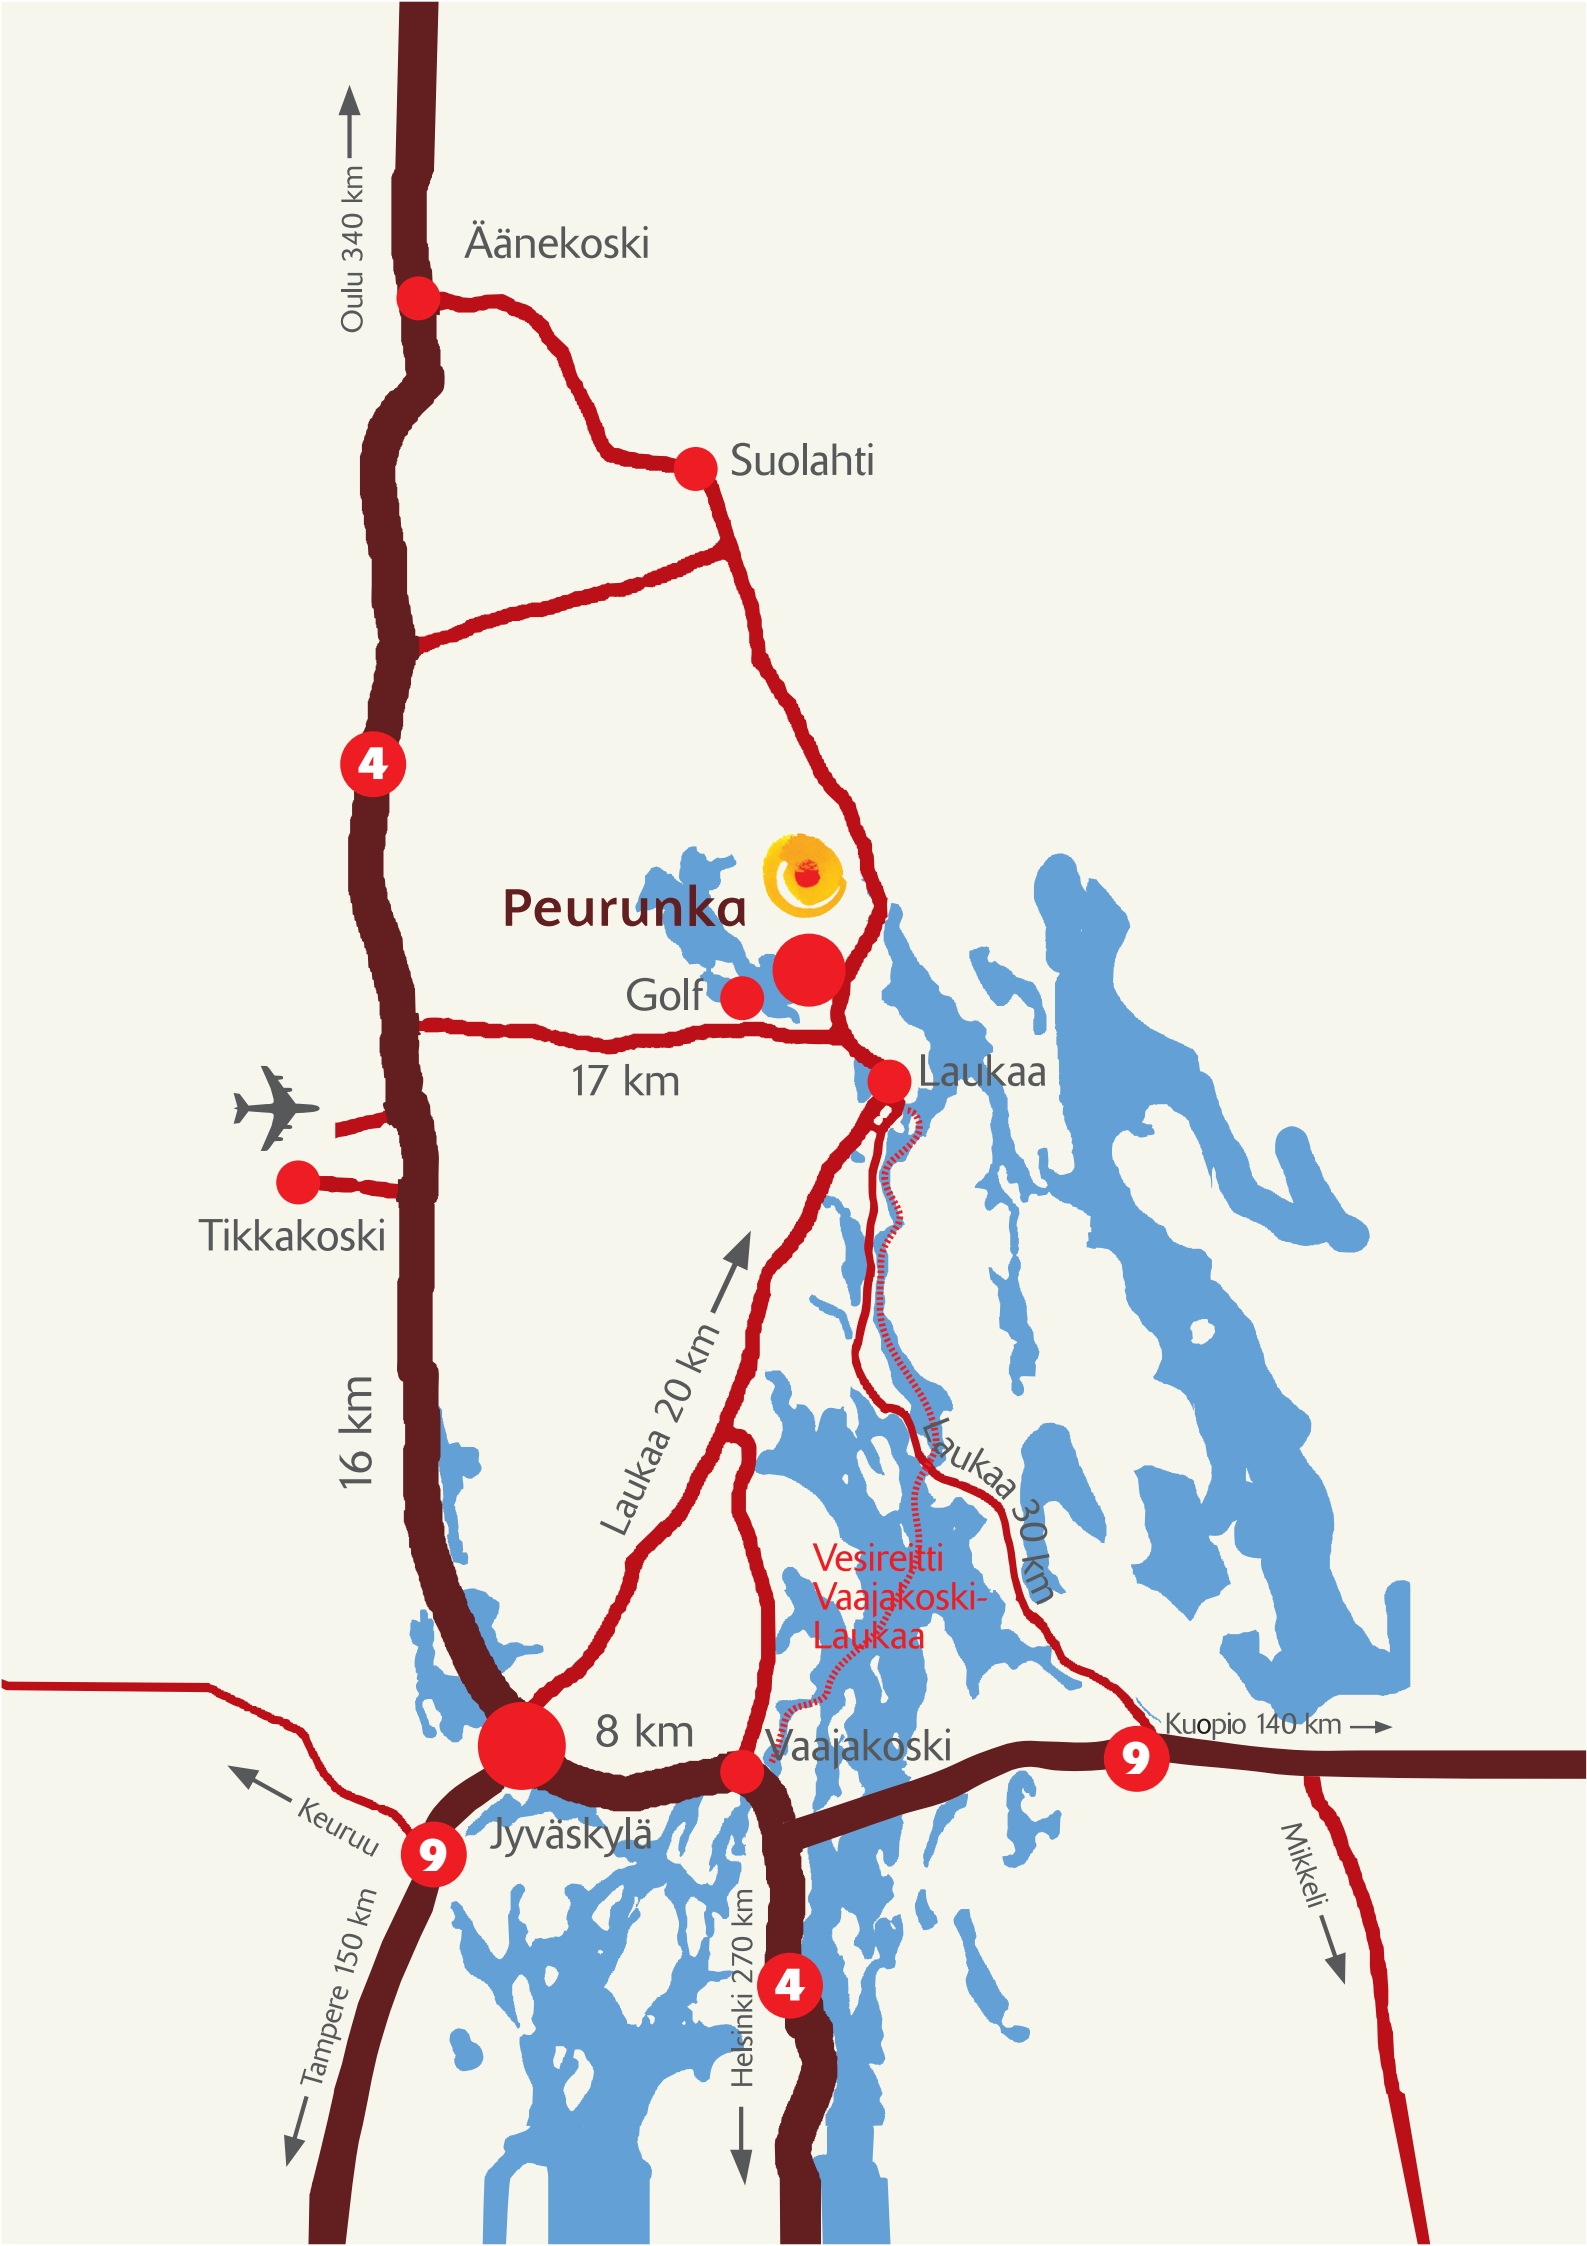 Oulu 340 km
Äänekoski
Suolahti
4
Peurunka
Golf
17 km
Laukaa
Tikkakoski
16 km
Laukaa 20 km
Laukaa 30 km
Vesireitti
Vaajakoski-
Laukaa
8 km
Vaajakoski
Kuopio 140 km
9
Keuruu
Jyväskylä
9
Mikkeli
Tampere 150 km
Helsinki 270 km
4